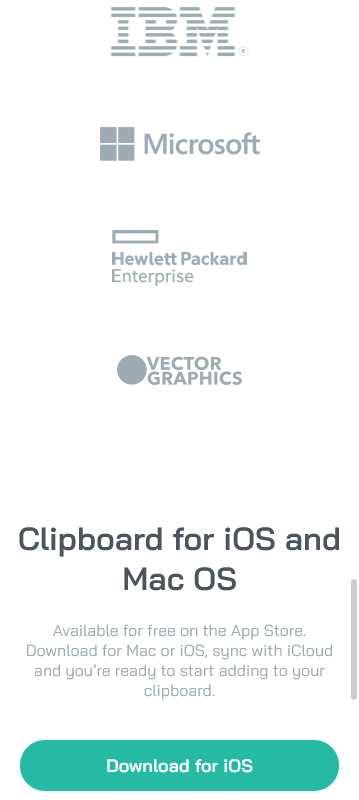 IBM®
Microsoft
Hewlett Packard
Enterprise
VECTOR
GRAPHICS
Clipboard for iOS and
Mac OS
Available for free on the App Store.
Download for Mac or iOS, sync with iCloud
and you’re ready to start adding to your
clipboard.
Download for iOS